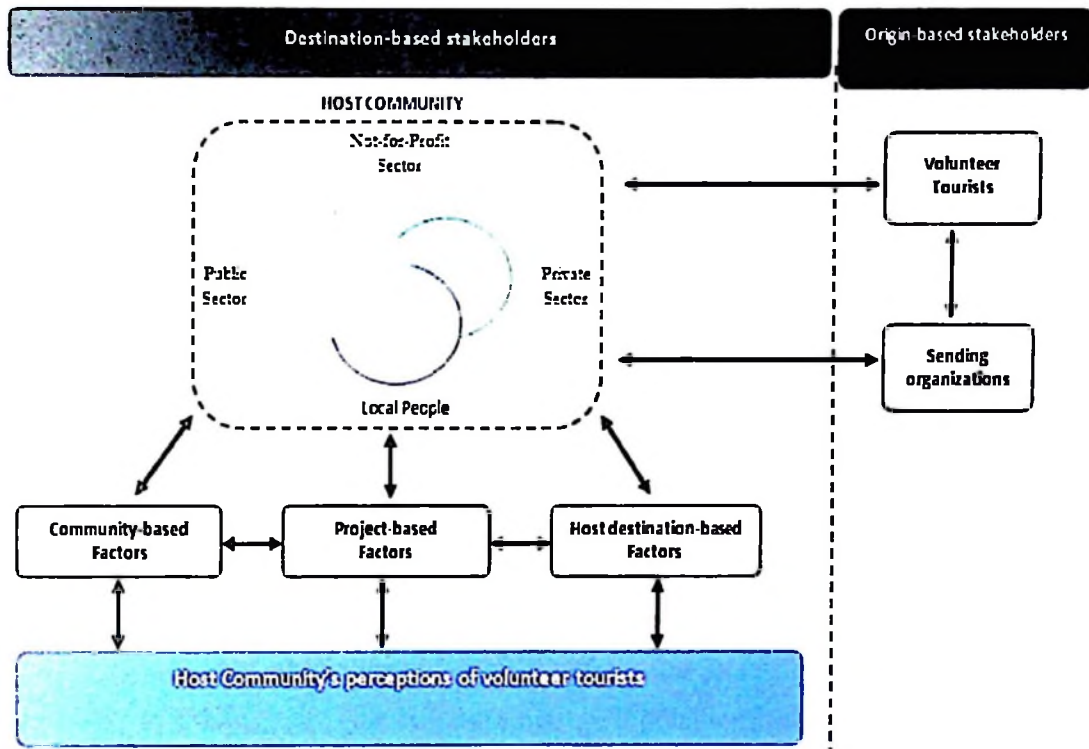 Destination-based stakeholders
Origin-based stakeholders
HOST COMMUNITY
Not-for-Profit
Sector
Volunteer
Tourists
Public
Sector
Private
Sector
Sending
organizations
Local People
Community-based
Factors
Project-based
Factors
Host destination-based
Factors
Host Community's perceptions of volunteer tourists